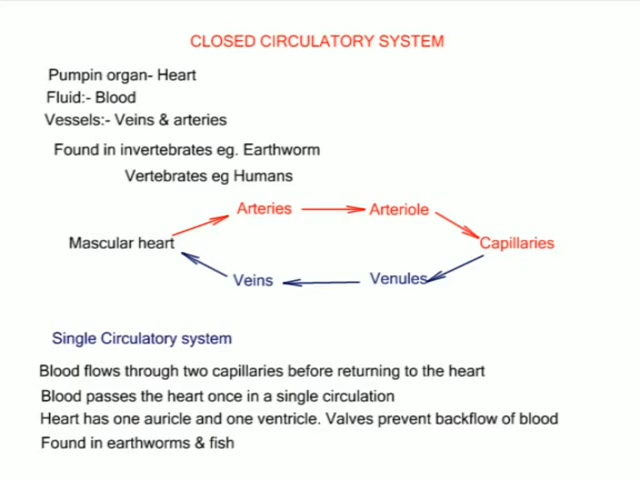 CLOSED CIRCULATORY SYSTEM
Pumpin organ- Heart
Fluid:- Blood
Vessels:- Veins & arteries
Found in invertebrates eg. Earthworm
Vertebrates eg Humans
Arteries
Arteriole
Mascular heart
Capillaries
Veins
Venules
Single Circulatory system
Blood flows through two capillaries before returning to the heart
Blood passes the heart once in a single circulation
Heart has one auricle and one ventricle. Valves prevent backflow of blood
Found in earthworms & fish